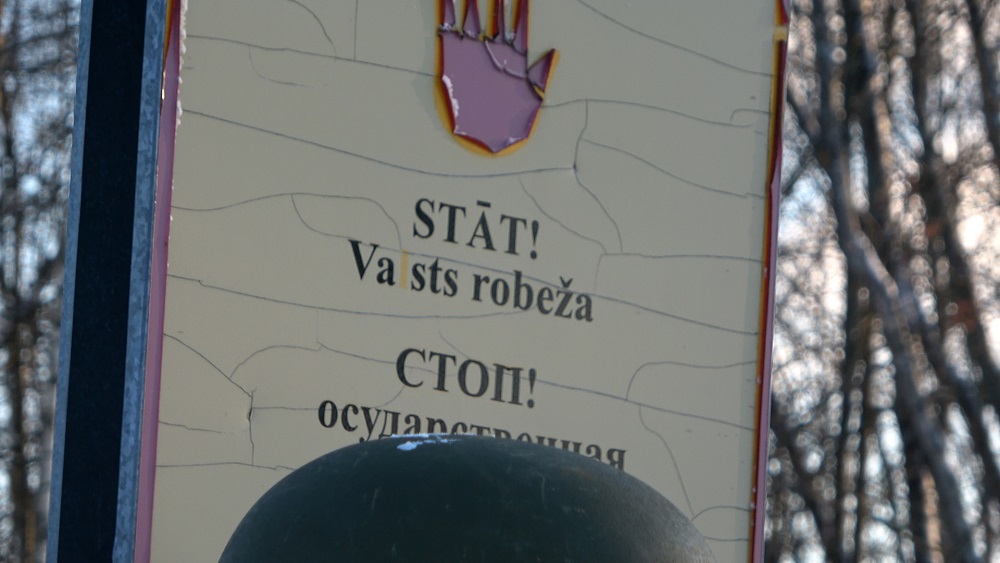 STĀT!
Valsts robeža
СТОП!
осударственная